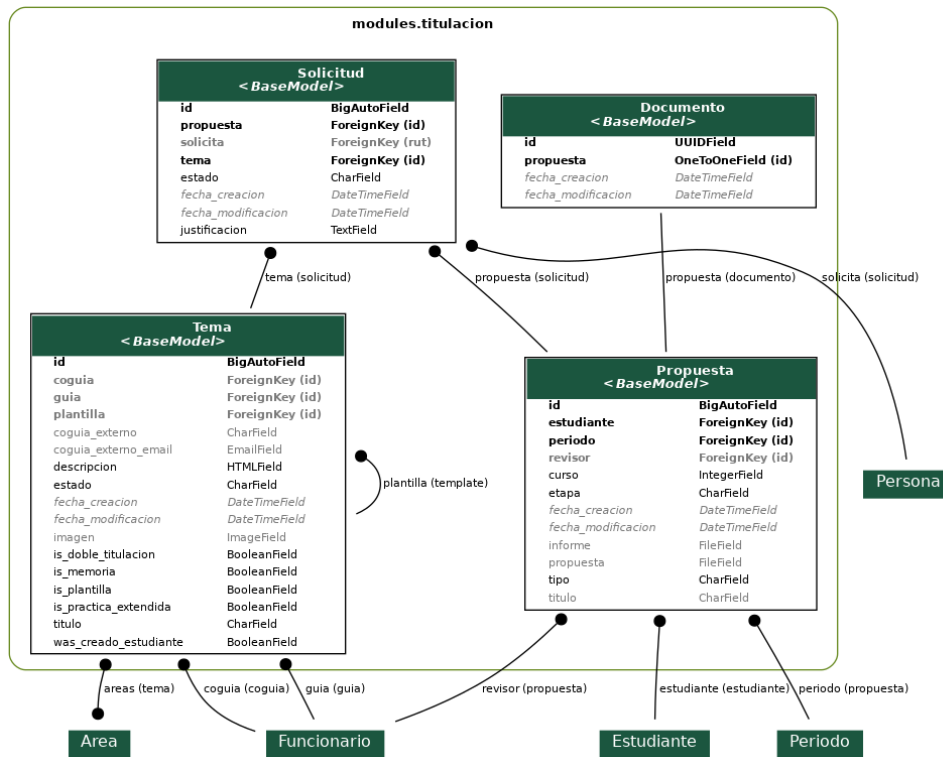 modules.titulacion
Solicitud
<BaseModel>
id BigAutoField
propuesta ForeignKey (id)
solicita ForeignKey (rut)
tema ForeignKey (id)
estado CharField
fecha_creacion DateTimeField
fecha_modificacion DateTimeField
justificacion TextField
Documento
<BaseModel>
id UUIDField
propuesta OneToOneField (id)
fecha_creacion DateTimeField
fecha_modificacion DateTimeField
tema (solicitud)
propuesta (solicitud)
propuesta (documento)
solicita (solicitud)
Tema
<BaseModel>
id BigAutoField
coguia ForeignKey (id)
guia ForeignKey (id)
plantilla ForeignKey (id)
coguia_externo CharField
coguia_externo_email EmailField
descripcion HTMLField
estado CharField
fecha_creacion DateTimeField
fecha_modificacion DateTimeField
imagen ImageField
is_doble_titulacion BooleanField
is_memoria BooleanField
is_plantilla BooleanField
is_practica_extendida BooleanField
titulo CharField
was_creado_estudiante BooleanField
plantilla (template)
Propuesta
<BaseModel>
id BigAutoField
estudiante ForeignKey (id)
periodo ForeignKey (id)
revisor ForeignKey (id)
curso IntegerField
etapa CharField
fecha_creacion DateTimeField
fecha_modificacion DateTimeField
informe FileField
propuesta FileField
tipo CharField
titulo CharField
Persona
areas (tema)
coguia (coguia)
guia (guia)
revisor (propuesta)
estudiante (estudiante)
periodo (propuesta)
Area
Funcionario
Estudiante
Periodo